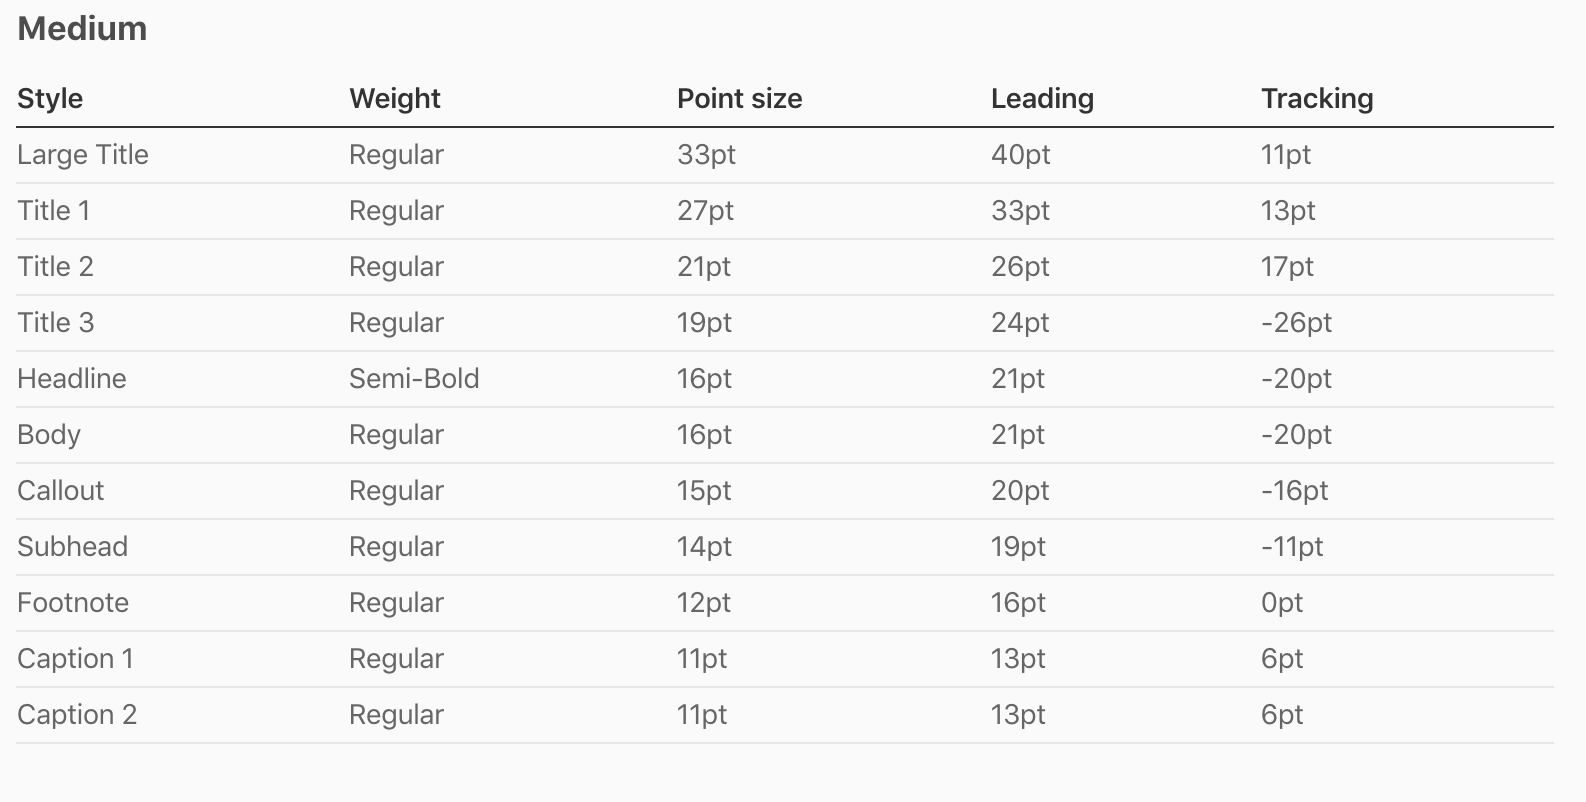 Medium
Style Weight Point size Leading Tracking
Large Title Regular 33pt 40pt 11pt
Title 1 Regular 27pt 33pt 13pt
Title 2 Regular 21pt 26pt 17pt
Title 3 Regular 19pt 24pt -26pt
Headline Semi-Bold 16pt 21pt -20pt
Body Regular 16pt 21pt -20pt
Callout Regular 15pt 20pt -16pt
Subhead Regular 14pt 19pt -11pt
Footnote Regular 12pt 16pt 0pt
Caption 1 Regular 11pt 13pt 6pt
Caption 2 Regular 11pt 13pt 6pt